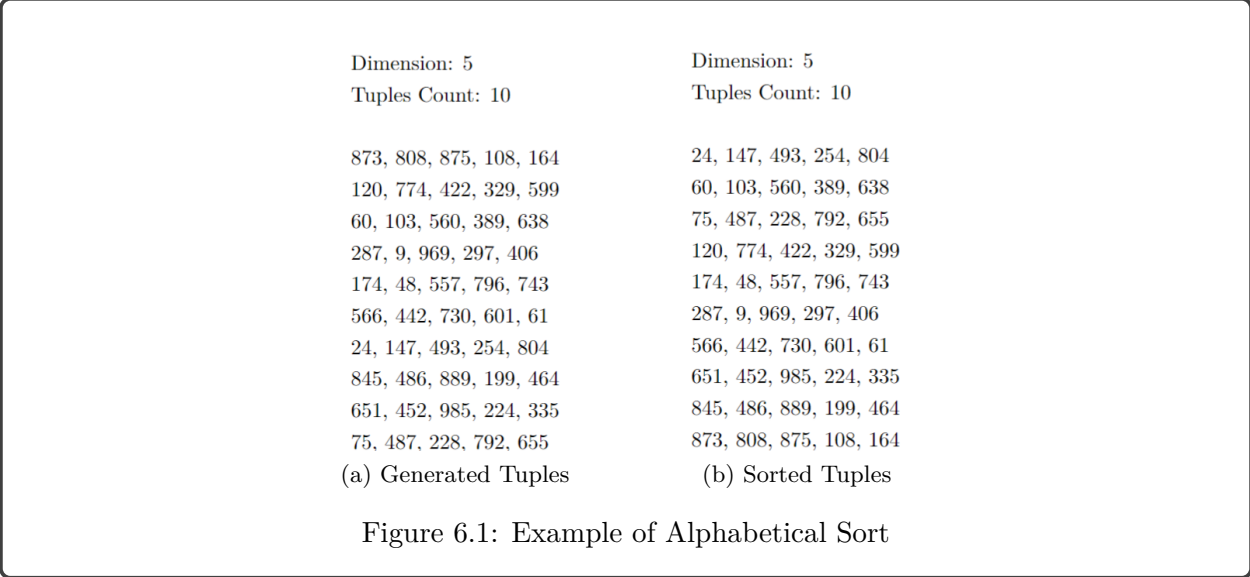 Dimension: 5
Tuples Count: 10
873, 808, 875, 108, 164
120, 774, 422, 329, 599
60, 103, 560, 389, 638
287, 9, 969, 297, 406
174, 48, 557, 796, 743
566, 442, 730, 601, 61
24, 147, 493, 254, 804
845, 486, 889, 199, 464
651, 452, 985, 224, 335
75, 487, 228, 792, 655
(a) Generated Tuples
Dimension: 5
Tuples Count: 10
24, 147, 493, 254, 804
60, 103, 560, 389, 638
75, 487, 228, 792, 655
120, 774, 422, 329, 599
174, 48, 557, 796, 743
287, 9, 969, 297, 406
566, 442, 730, 601, 61
651, 452, 985, 224, 335
845, 486, 889, 199, 464
873, 808, 875, 108, 164
(b) Sorted Tuples
Figure 6.1: Example of Alphabetical Sort